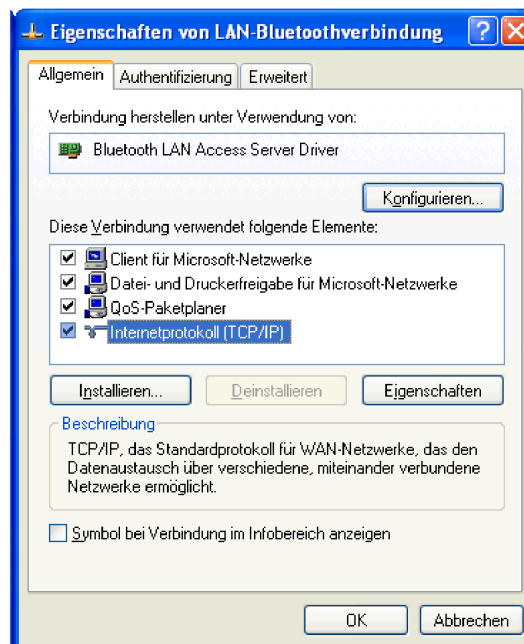 Eigenschaften von LAN-Bluetoothverbindung
Allgemein
Authentifizierung
Erweitert
Verbindung herstellen unter Verwendung von:
Bluetooth LAN Access Server Driver
Konfigurieren...
Diese Verbindung verwendet folgende Elemente:
Client für Microsoft-Netzwerke
Datei- und Druckerfreigabe für Microsoft-Netzwerke
QoS-Paketplaner
Internetprotokoll (TCP/IP)
Installieren...
Deinstallieren
Eigenschaften
Beschreibung
TCP/IP, das Standardprotokoll für WAN-Netzwerke, das den
Datenaustausch über verschiedene, miteinander verbundene
Netzwerke ermöglicht.
Symbol bei Verbindung im Infobereich anzeigen
OK
Abbrechen